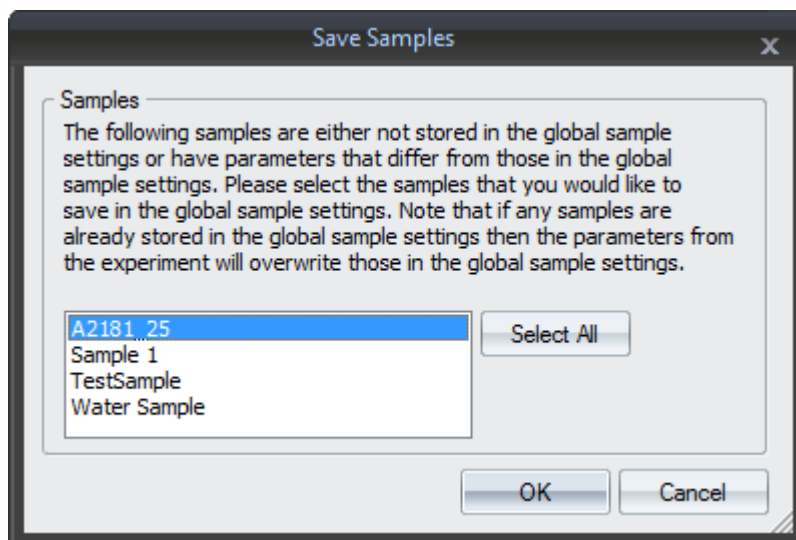 Save Samples
x
Samples
The following samples are either not stored in the global sample
settings or have parameters that differ from those in the global
sample settings. Please select the samples that you would like to
save in the global sample settings. Note that if any samples are
already stored in the global sample settings then the parameters from
the experiment will overwrite those in the global sample settings.
A2181_25
Select All
Sample 1
TestSample
Water Sample
OK
Cancel